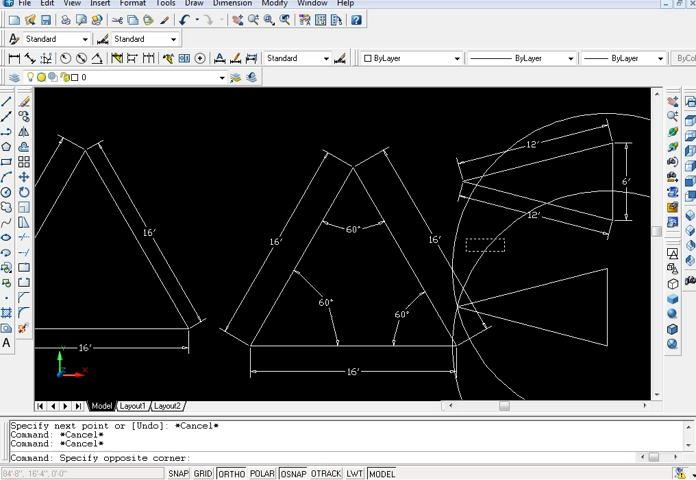 File Edit View Insert Format Tools Draw Dimension Modify Window Help
Standard Standard
Standard ByLayer ByLayer ByLayer
0
12'
6'
12'
16'
16'
16'
60°
60°
60°
16'
16'
Y
X
Model Layout1 Layout2
Specify next point or [Undo]: *Cancel*
Command: *Cancel*
Command: *Cancel*
Command: Specify opposite corner:
84'-8", 16'-4", 0'-0" SNAP GRID ORTHO POLAR OSNAP OTRACK LWT MODEL